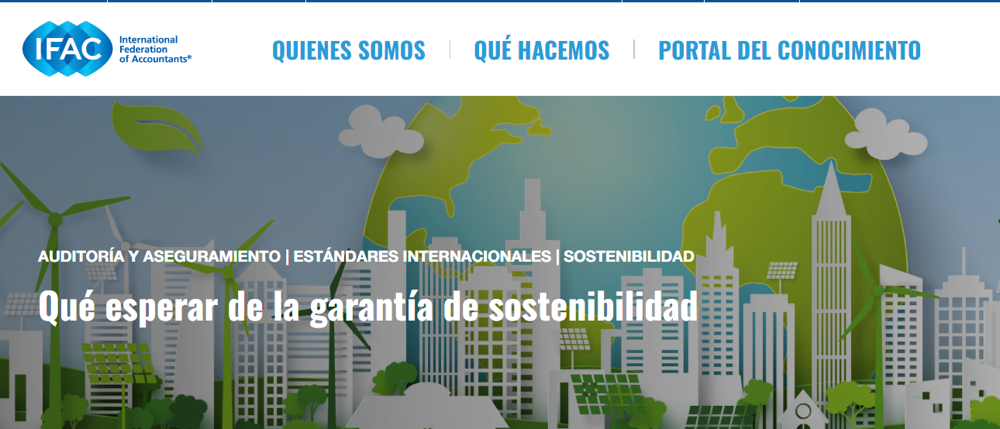 IFAC
International
Federation
of Accountants®
QUIENES SOMOS
QUÉ HACEMOS
PORTAL DEL CONOCIMIENTO
AUDITORÍA Y ASEGURAMIENTO | ESTÁNDARES INTERNACIONALES | SOSTENIBILIDAD
Qué esperar de la garantía de sostenibilidad